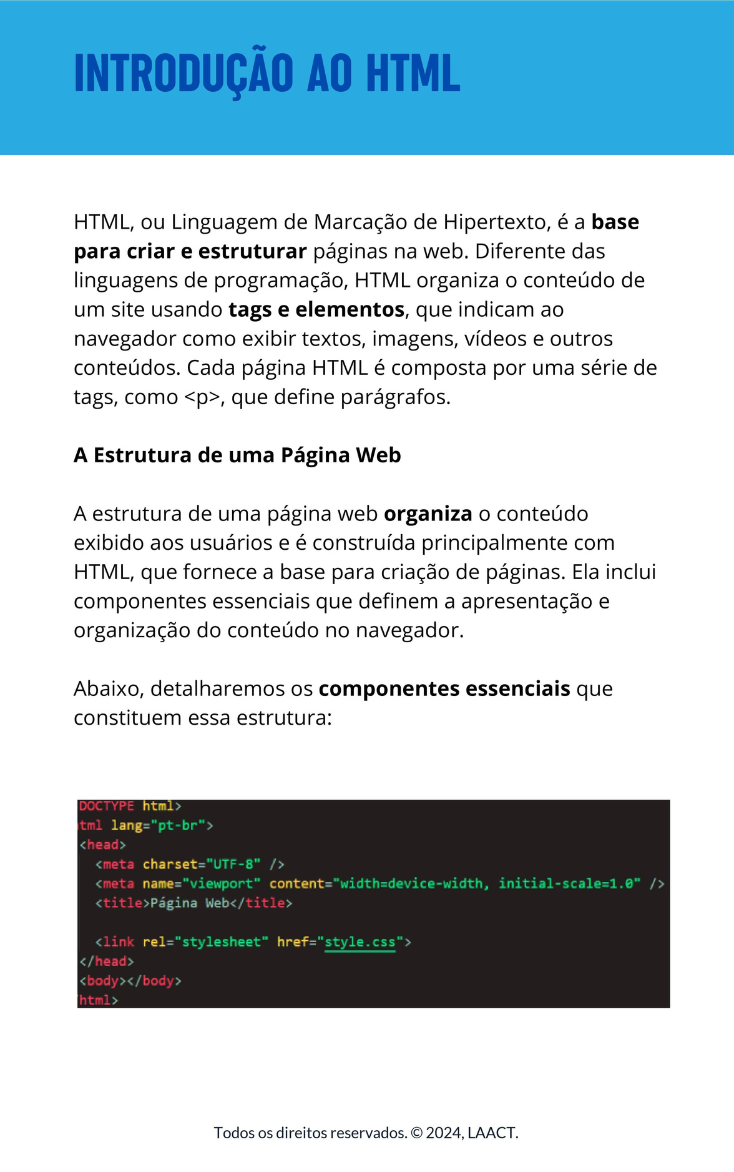 INTRODUÇÃO AO HTML
HTML, ou Linguagem de Marcação de Hipertexto, é a base
para criar e estruturar páginas na web. Diferente das
linguagens de programação, HTML organiza o conteúdo de
um site usando tags e elementos, que indicam ao
navegador como exibir textos, imagens, vídeos e outros
conteúdos. Cada página HTML é composta por uma série de
tags, como <p>, que define parágrafos.
A Estrutura de uma Página Web
A estrutura de uma página web organiza o conteúdo
exibido aos usuários e é construída principalmente com
HTML, que fornece a base para criação de páginas. Ela inclui
componentes essenciais que definem a apresentação e
organização do conteúdo no navegador.
Abaixo, detalharemos os componentes essenciais que
constituem essa estrutura:
DOCTYPE html>
tml lang="pt-br">
<head>
<meta charset="UTF-8" />
<meta name="viewport" content="width=device-width, initial-scale=1.0" />
<title>Página Web</title>
<link rel="stylesheet" href="style.css">
</head>
<body></body>
html>
Todos os direitos reservados. © 2024, LAACT.